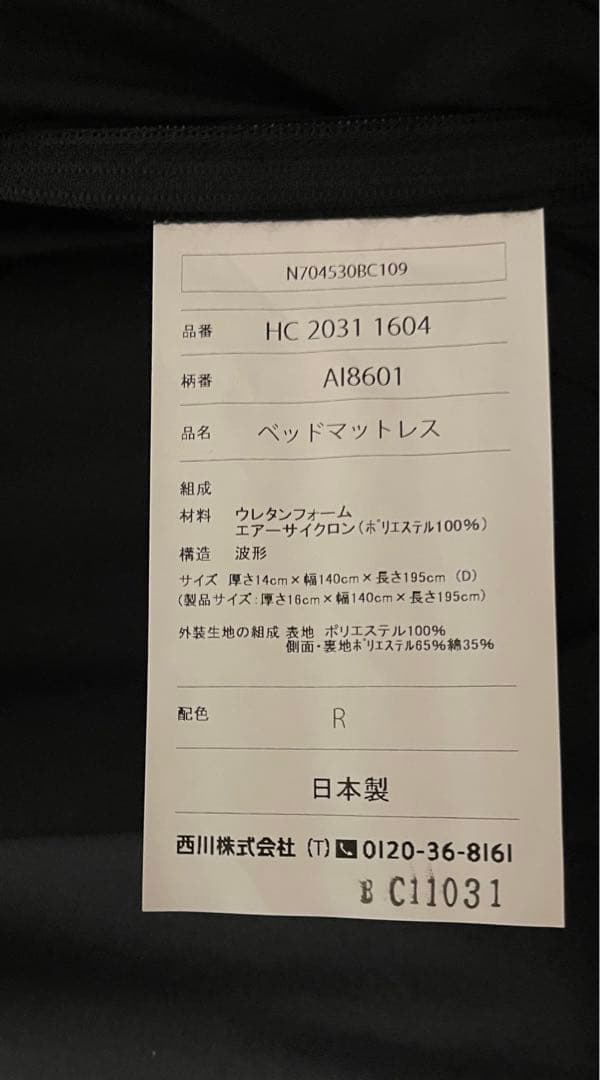 N704530BC109
品番 HC 2031 1604
柄番 AI8601
品名 ベッドマットレス
組成
材料 ウレタンフォーム
エアーサイクロン(ポリエステル100%)
構造 波形
サイズ 厚さ14cm×幅140cm×長さ195cm (D)
(製品サイズ:厚さ16cm×幅140cm×長さ195cm)
外装生地の組成 表地 ポリエステル100%
側面・裏地ポリエステル65%綿35%
配色 R
日本製
西川株式会社 (T) 0120-36-8161
B C11031